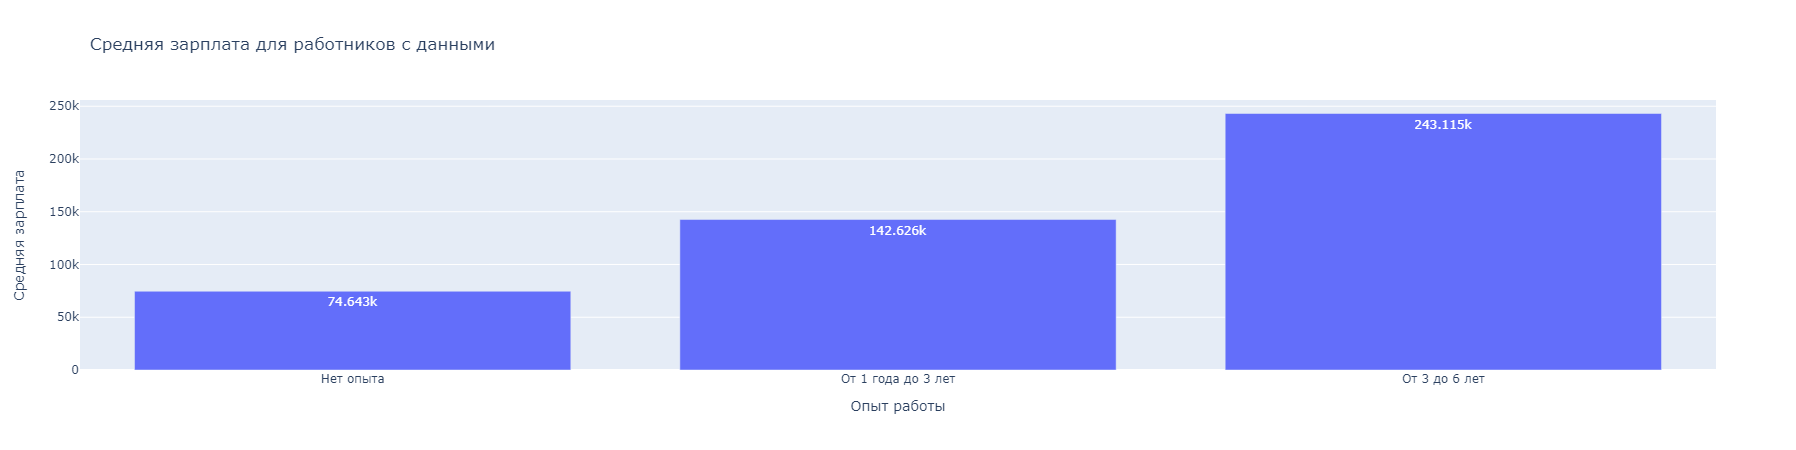 Средняя зарплата для работников с данными
250k
200k
150k
100k
50k
0
Средняя зарплата
74.643k
142.626k
243.115k
Нет опыта
От 1 года до 3 лет
От 3 до 6 лет
Опыт работы